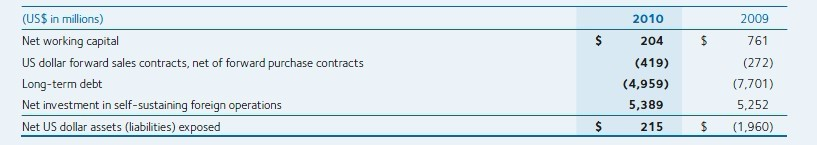 (US$ in millions) 2010 2009
Net working capital $ 204 $ 761
US dollar forward sales contracts, net of forward purchase contracts (419) (272)
Long-term debt (4,959) (7,701)
Net investment in self-sustaining foreign operations 5,389 5,252
Net US dollar assets (liabilities) exposed $ 215 $ (1,960)